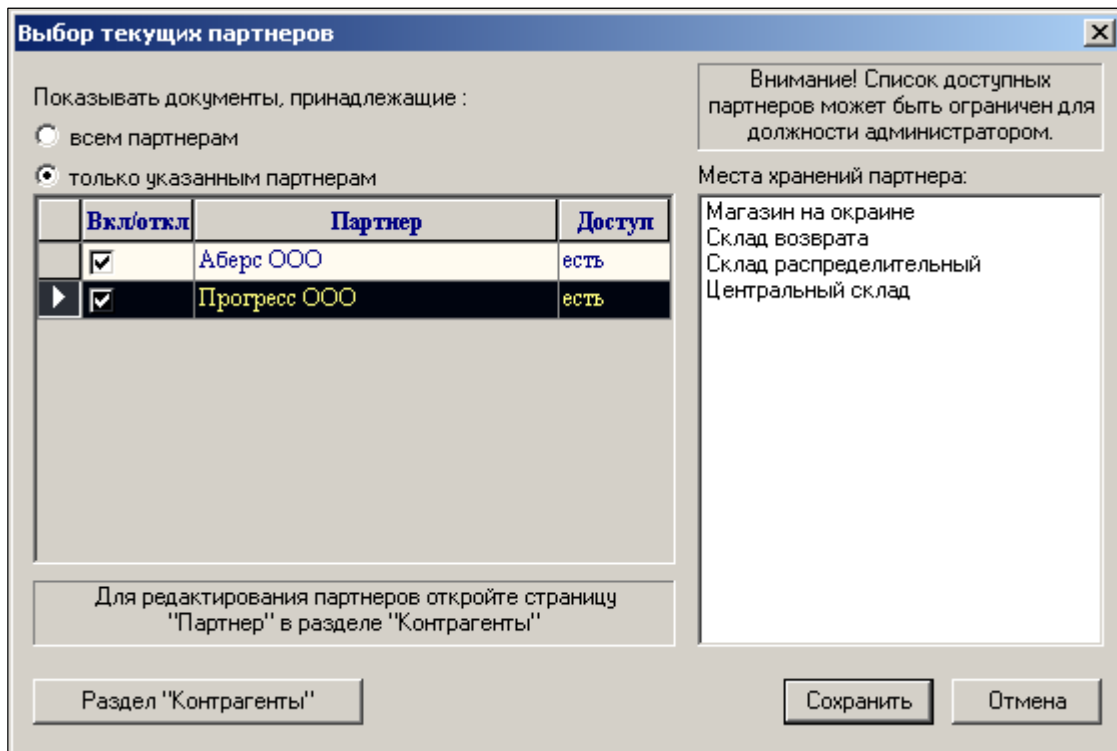 Выбор текущих партнеров
Показывать документы, принадлежащие :
всем партнерам
только указанным партнерам
Вкл/откл Партнер Доступ
Аберс ООО есть
Прогресс ООО есть
Для редактирования партнеров откройте страницу
"Партнер" в разделе "Контрагенты"
Раздел "Контрагенты"
Внимание! Список доступных
партнеров может быть ограничен для
должности администратором.
Места хранений партнера:
Магазин на окраине
Склад возврата
Склад распределительный
Центральный склад
Сохранить Отмена